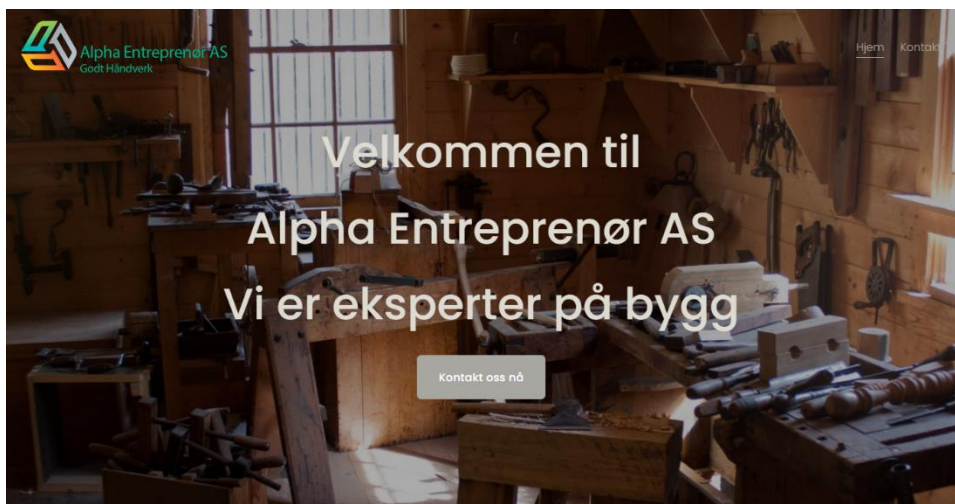 Alpha Entreprenør AS
Godt Håndverk
Hjem Kontakt
Velkommen til
Alpha Entreprenør AS
Vi er eksperter på bygg
Kontakt oss nå